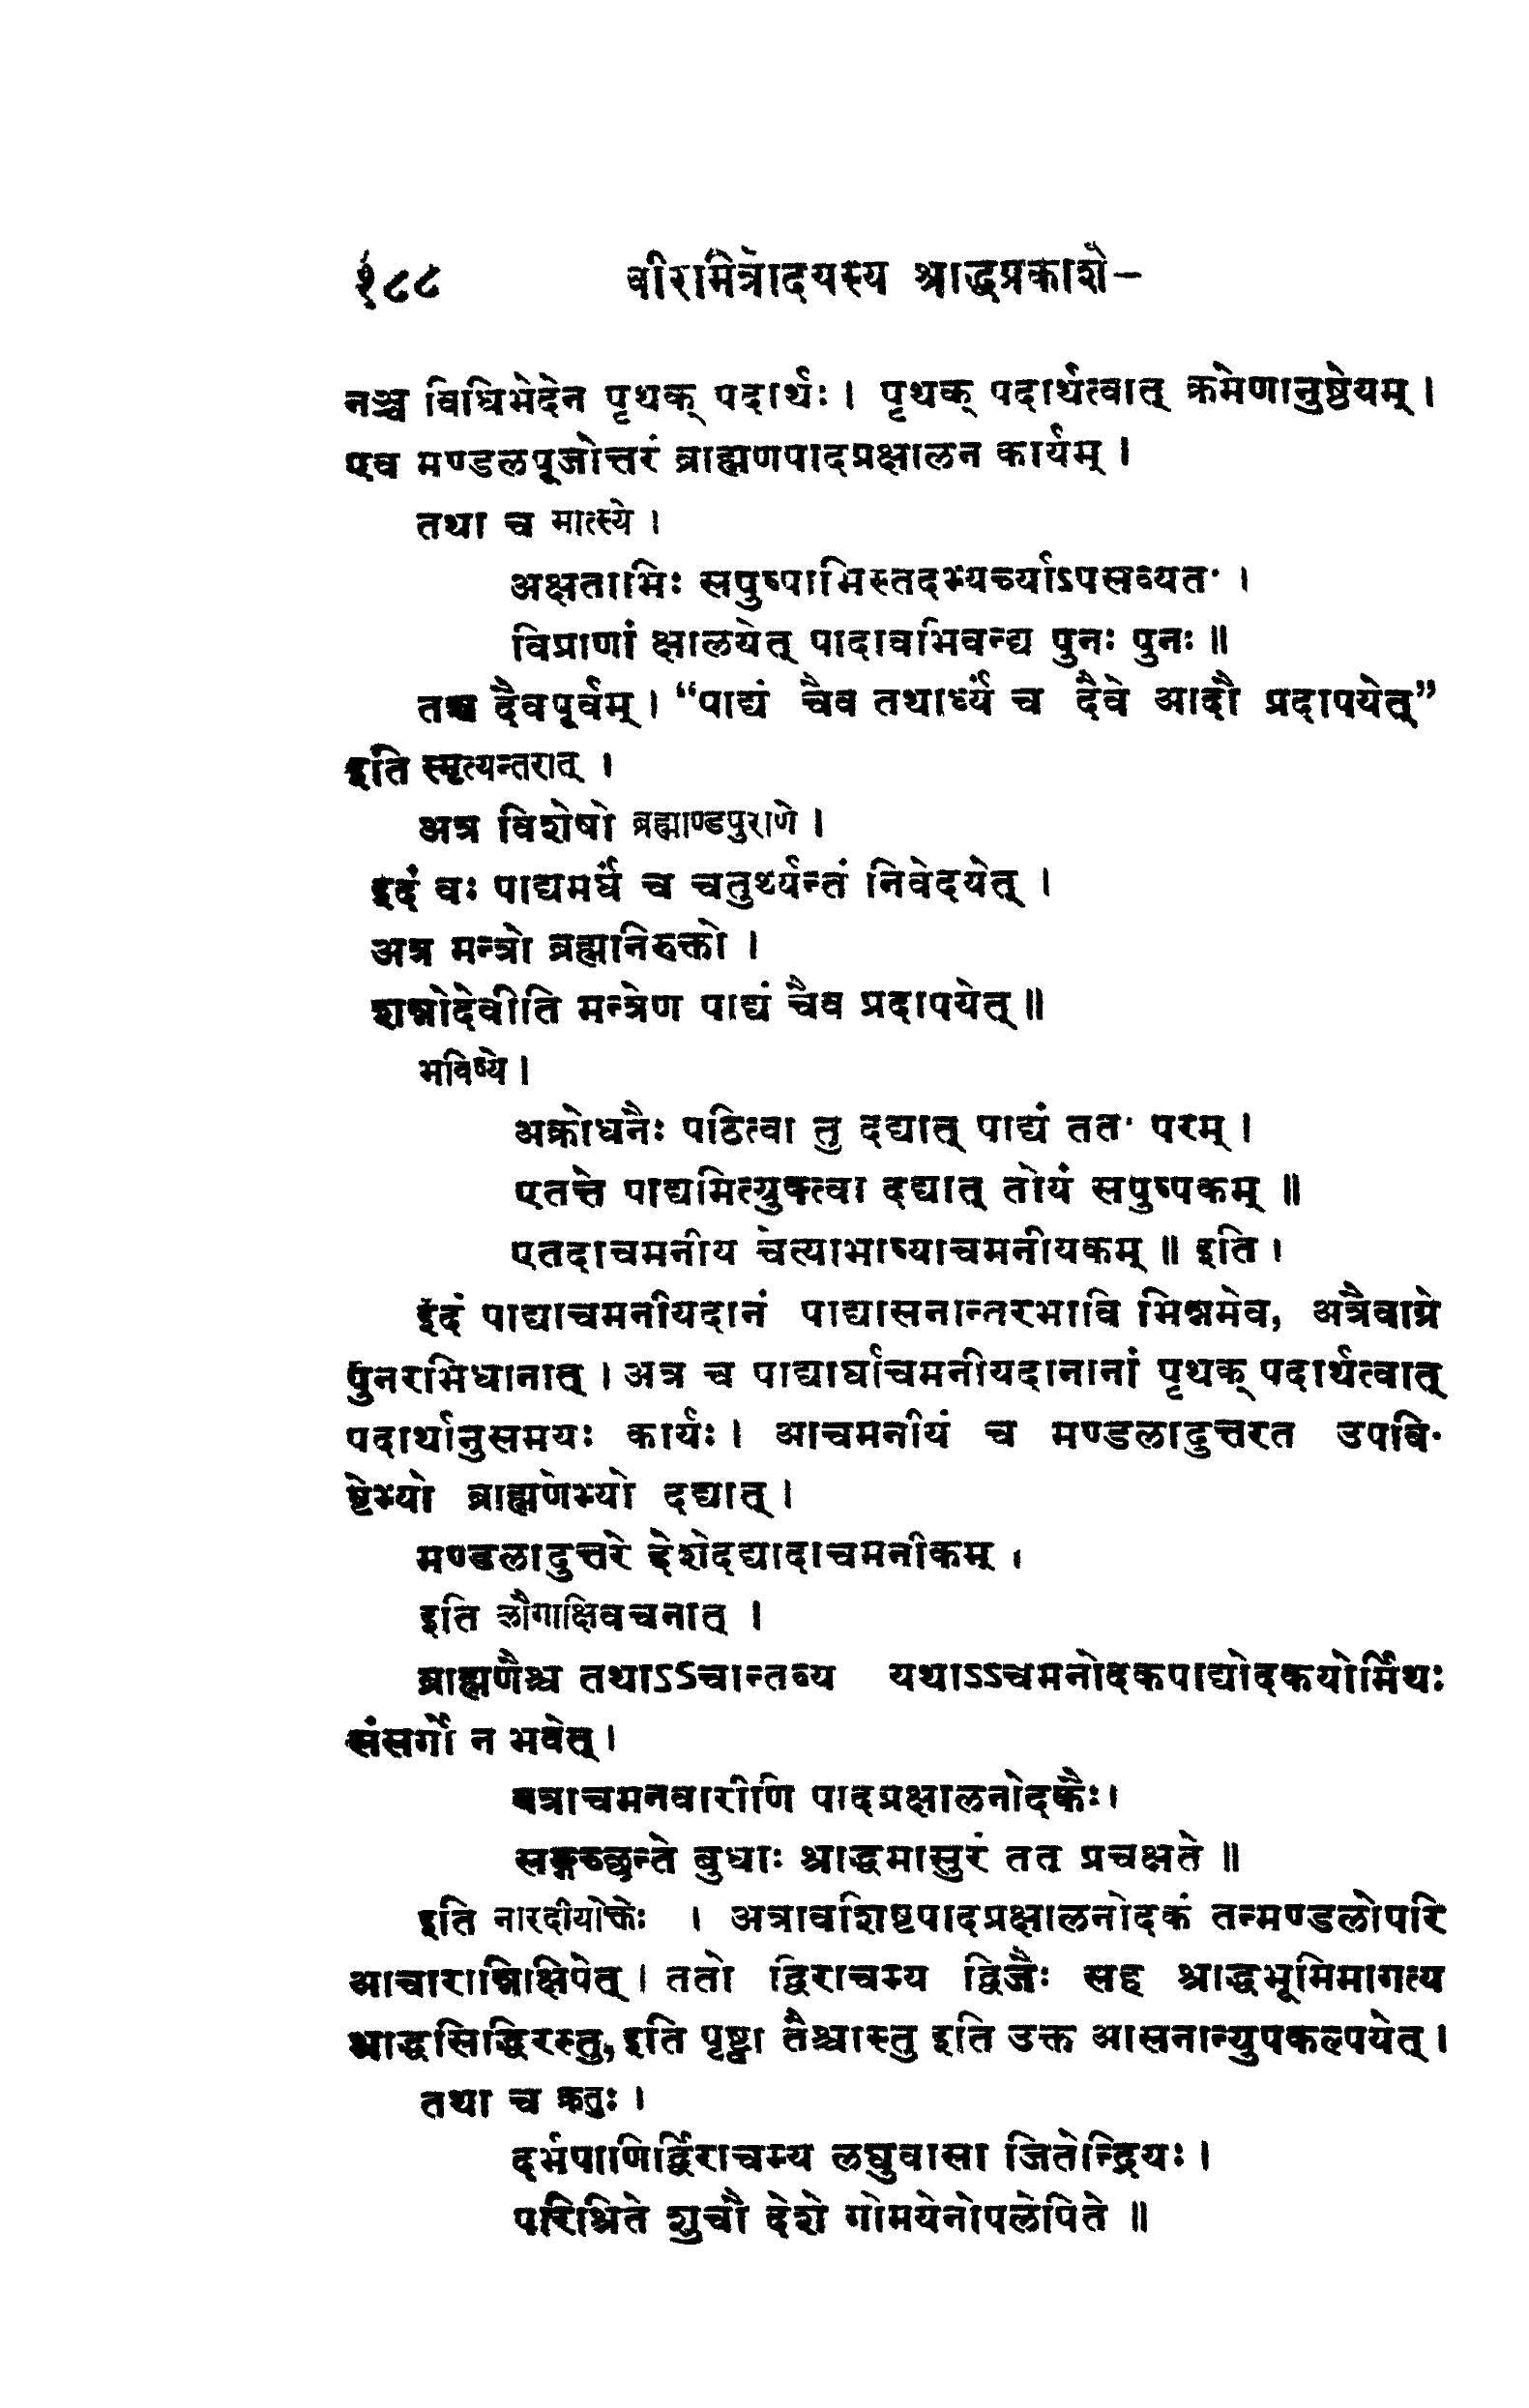 १८८ वीरमित्रोदयस्य श्राद्धप्रकाशे–
नञ्च विधिभेदेन पृथक् पदार्थः। पृथक् पदार्थत्वात् क्रमेणानुष्ठेयम्।
एव मण्डलपूजोत्तरं ब्राह्मणपादप्रक्षालन कार्यम्।
तथा च मात्स्ये।
अक्षताभिः सपुष्पाभिस्तदभ्यर्च्याऽपसव्यत·।
विप्राणां क्षालयेत् पादावभिवन्द्य पुनः पुनः॥
तच्च दैवपूर्वम्। “पाद्यं चैव तथार्घ्यं च दैवे आदौ प्रदापयेत्”
इति स्मृत्यन्तरात्।
अत्र विशेषो ब्रह्माण्डपुराणे।
इदं वः पाद्यमर्घं च चतुर्थ्यन्तं निवेदयेत्।
अत्र मन्त्रो ब्रह्मनिरुक्तो।
शन्नोदेवीति मन्त्रेण पाद्यं चैव प्रदापयेत्॥
भविष्ये।
अक्रोधनैः पठित्वा तु दद्यात् पाद्यं तत· परम्।
एतत्ते पाद्यमित्युक्त्वा दद्यात् तोयं सपुष्पकम्॥
एतदाचमनीय चेत्याभाष्याचमनीयकम्॥ इति।
इदं पाद्याचमनीयदानं पाद्यासनान्तरभावि भिन्नमेव, अत्रैवाग्रे
पुनरभिधानात्। अत्र च पाद्यार्घाचमनीयदानानां पृथक् पदार्थत्वात्
पदार्थानुसमयः कार्यः। आचमनीयं च मण्डलादुत्तरत उपवि·
ष्टेभ्यो ब्राह्मणेभ्यो दद्यात्।
मण्डलादुत्तरे देशेदद्यादाचमनीकम्।
इति लौगाक्षिवचनात्।
ब्राह्मणैश्च तथाऽऽचान्तव्य यथाऽऽचमनोदकपाद्योदकयोर्मिथः
संसर्गो न भवेत्।
यत्राचमनवारीणि पादप्रक्षालनोदकैः।
सङ्गच्छन्ते बुधाः श्राद्धमासुरं तत् प्रचक्षते॥
इति नारदीयोक्तेः । अत्रावशिष्टपादप्रक्षालनोदकं तन्मण्डलोपरि
आचारान्निक्षिपेत्। ततो द्विराचम्य द्विजैः सह श्राद्धभूमिमागत्य
श्राद्धसिद्धिरस्तु, इति पृष्ट्वा तैश्चास्तु इति उक्त आसनान्युपकल्पयेत्।
तथा च क्रतुः।
दर्भपाणिर्द्विराचम्य लघुवासा जितेन्द्रियः।
परिश्रिते शुचौ देशे गोमयेनोपलेपिते॥